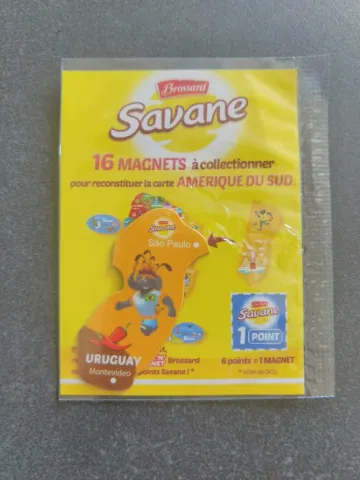 Brossard
Savane
16 MAGNETS à collectionner
pour reconstituer la carte AMERIQUE DU SUD
Savane
São Paulo
Savane
1 POINT
URUGUAY
Montevideo
Brossard
6 points = 1 MAGNET
points Savane ! *